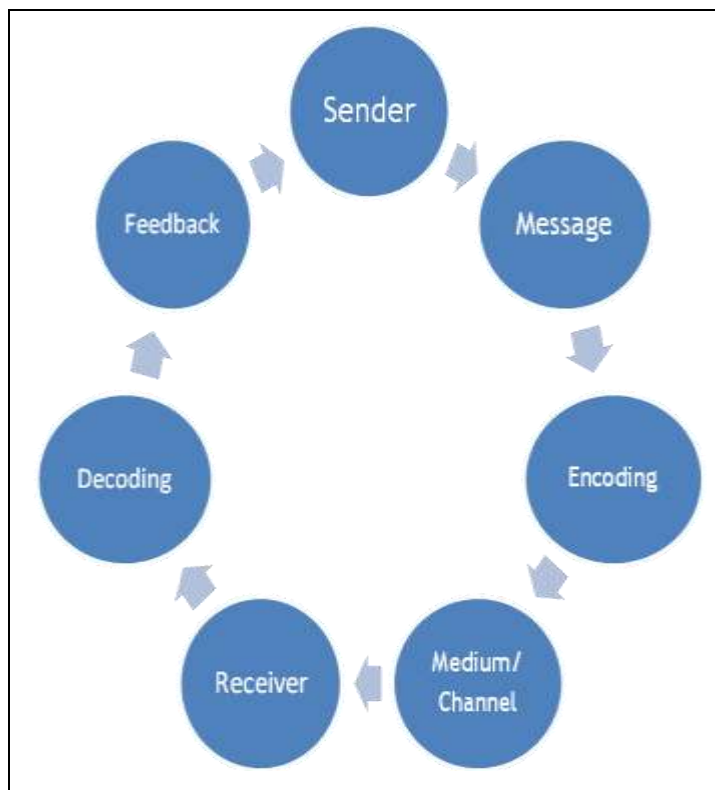 Sender
Message
Encoding
Medium/
Channel
Receiver
Decoding
Feedback